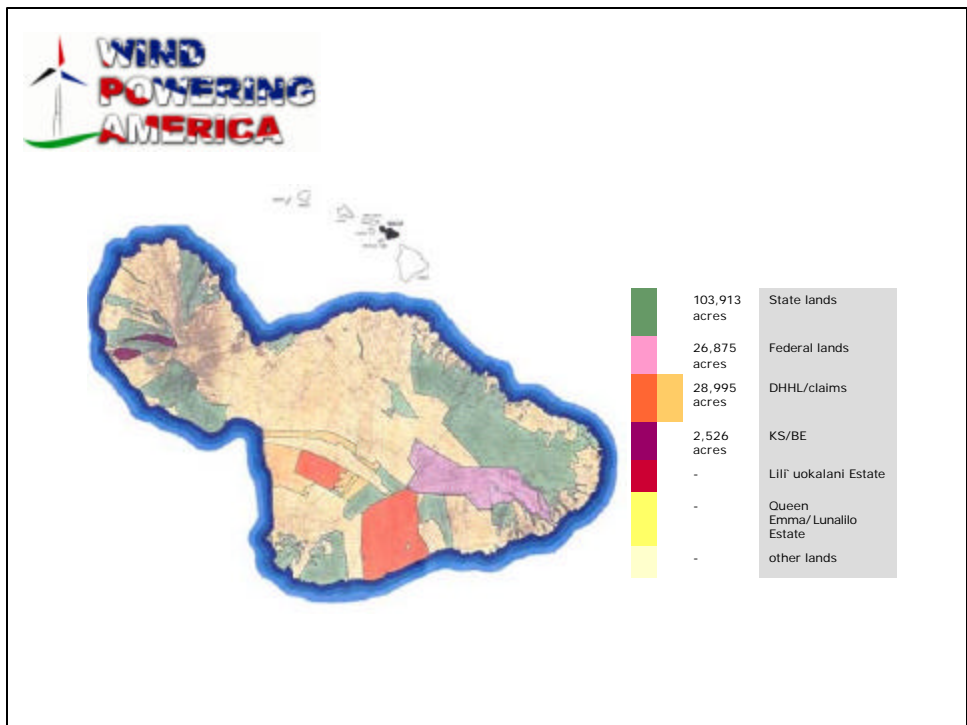 WIND
POWERING
AMERICA
103,913
acres
State lands
26,875
acres
Federal lands
28,995
acres
DHHL/claims
2,526
acres
KS/BE
-
Lili`uokalani Estate
-
Queen
Emma/Lunalilo
Estate
-
other lands